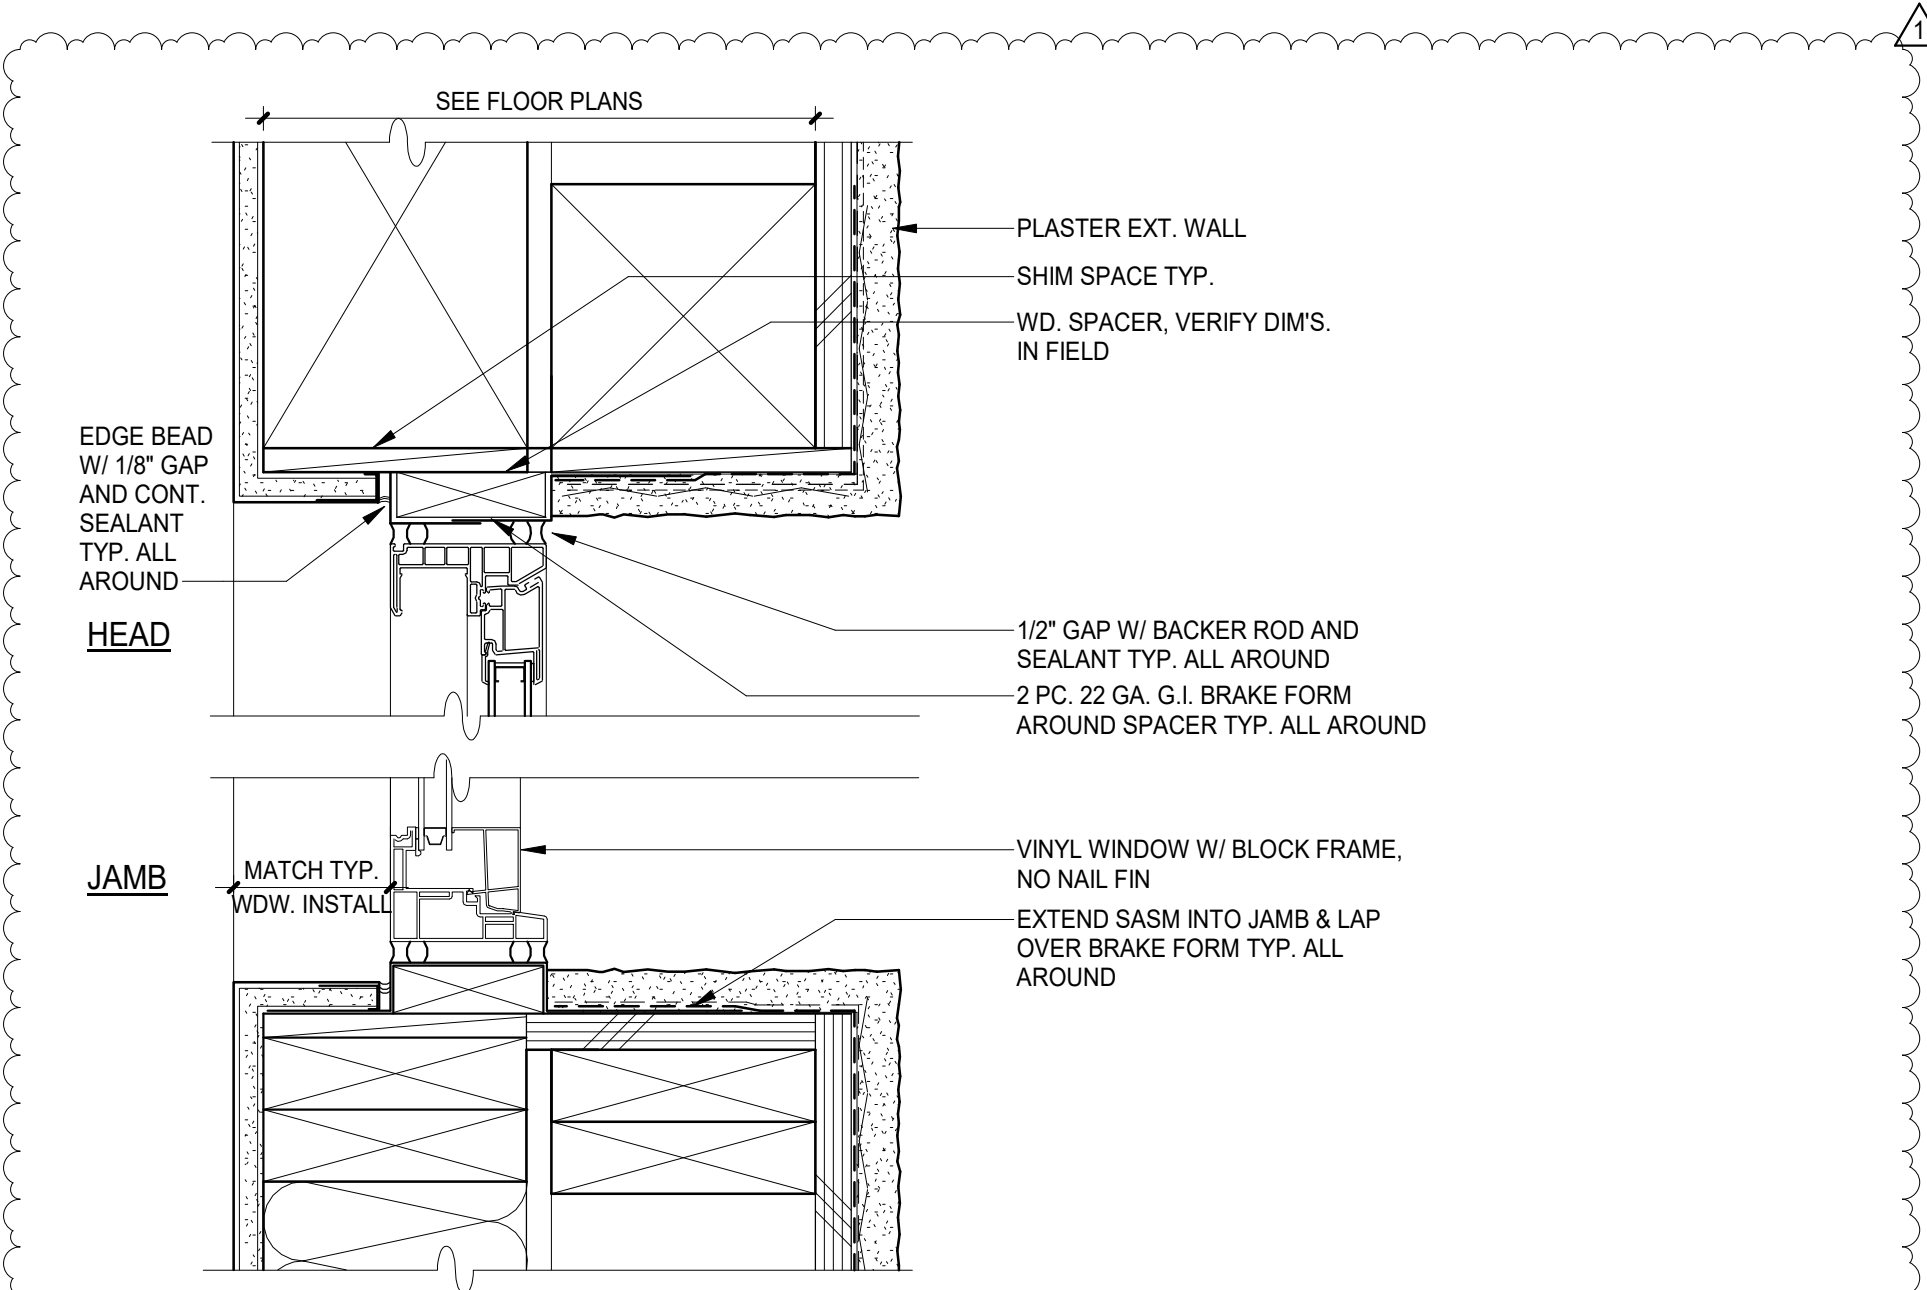 1
SEE FLOOR PLANS
PLASTER EXT. WALL
SHIM SPACE TYP.
WD. SPACER, VERIFY DIM'S.
IN FIELD
EDGE BEAD
W/ 1/8" GAP
AND CONT.
SEALANT
TYP. ALL
AROUND
HEAD
1/2" GAP W/ BACKER ROD AND
SEALANT TYP. ALL AROUND
2 PC. 22 GA. G.I. BRAKE FORM
AROUND SPACER TYP. ALL AROUND
JAMB
MATCH TYP.
WDW. INSTALL
VINYL WINDOW W/ BLOCK FRAME,
NO NAIL FIN
EXTEND SASM INTO JAMB & LAP
OVER BRAKE FORM TYP. ALL
AROUND